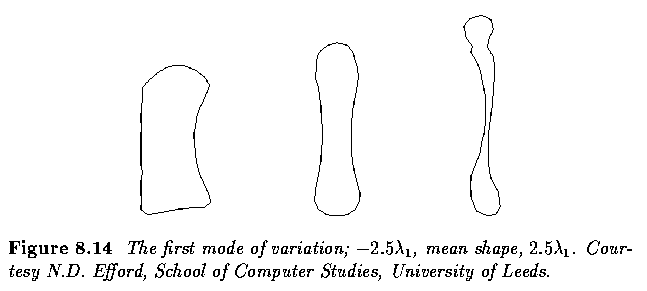 Figure 8.14 The first mode of variation; −2.5λ₁, mean shape, 2.5λ₁. Cour-
tesy N.D. Efford, School of Computer Studies, University of Leeds.